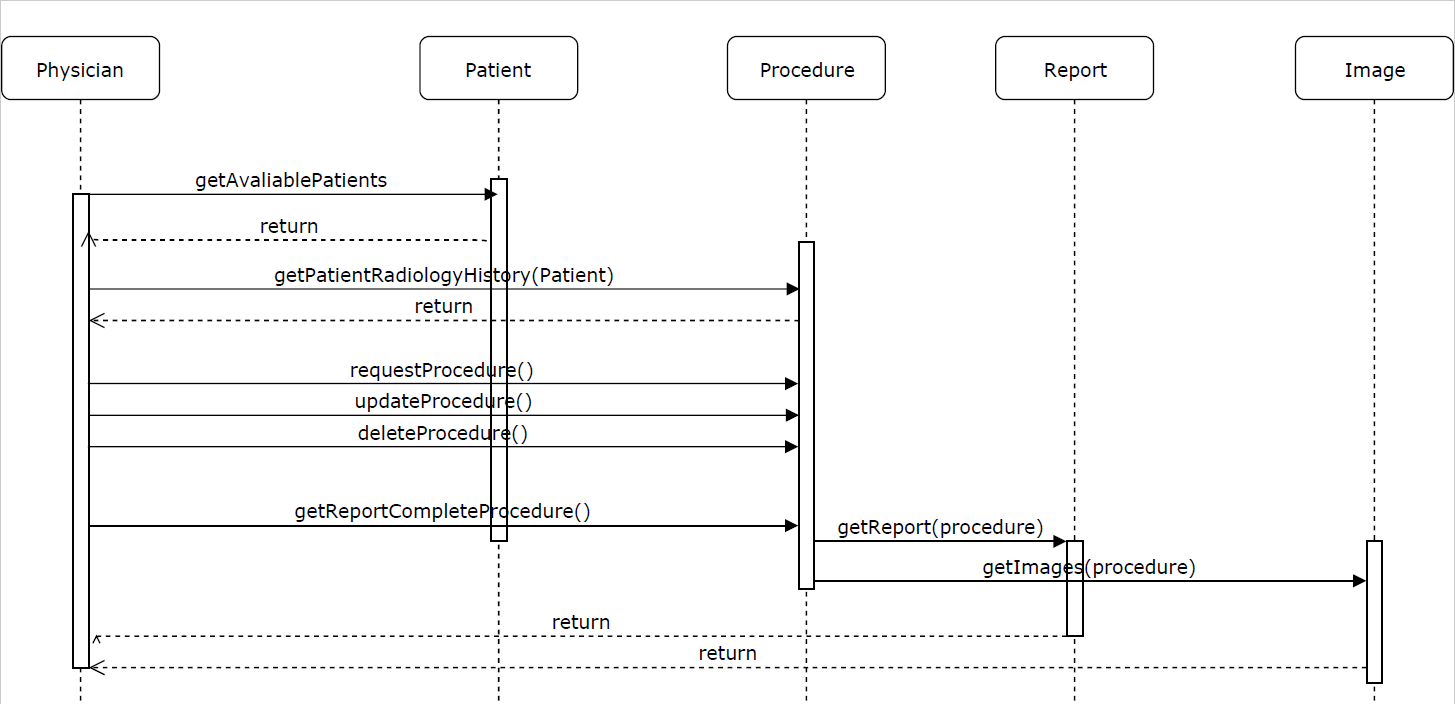 Physician
Patient
Procedure
Report
Image
getAvaliablePatients
return
getPatientRadiologyHistory(Patient)
return
requestProcedure()
updateProcedure()
deleteProcedure()
getReportCompleteProcedure()
getReport(procedure)
getImages(procedure)
return
return